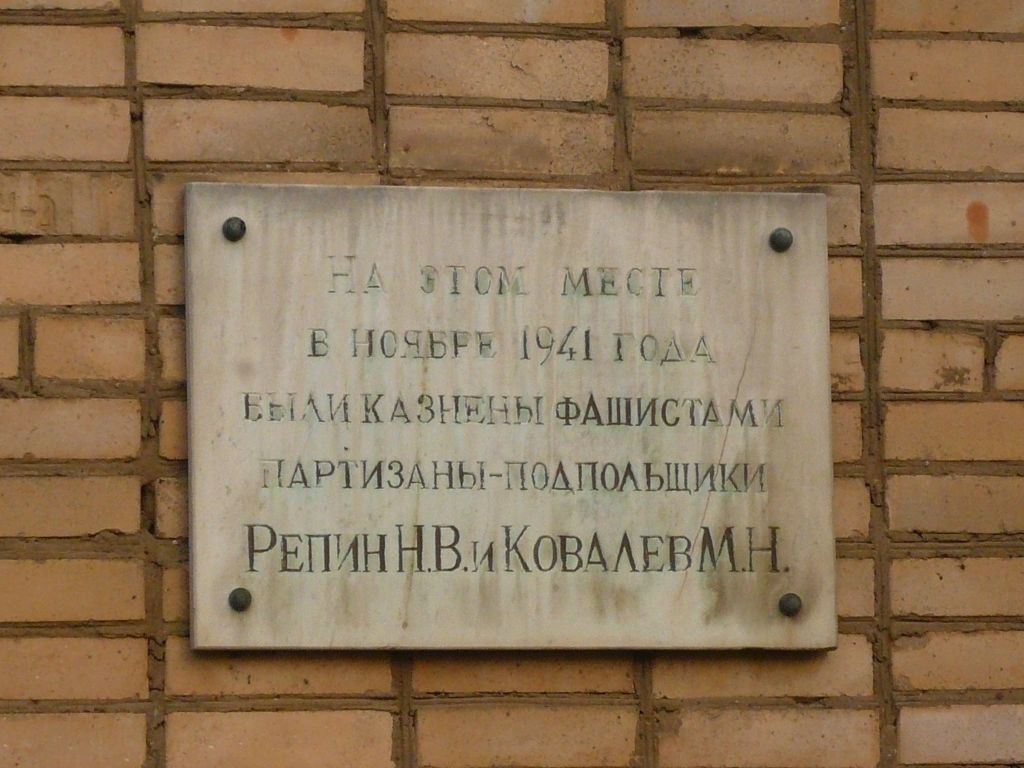 На этом месте
в ноябре 1941 года
были казнены фашистами
партизаны-подпольщики
Репин Н.В. и Ковалев М.Н.